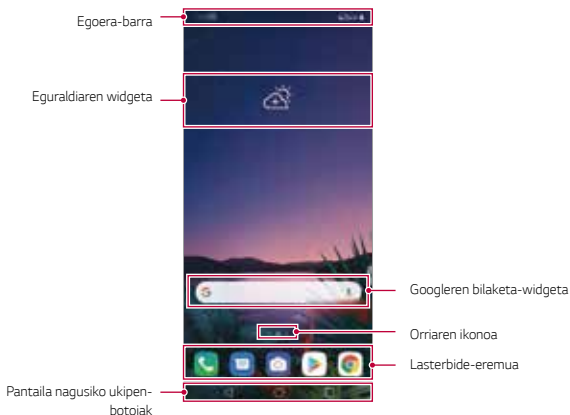 Egoera-barra
Eguraldiaren widgeta
Googleren bilaketa-widgeta
Orriaren ikonoa
Lasterbide-eremua
Pantaila nagusiko ukipen-
botoiak